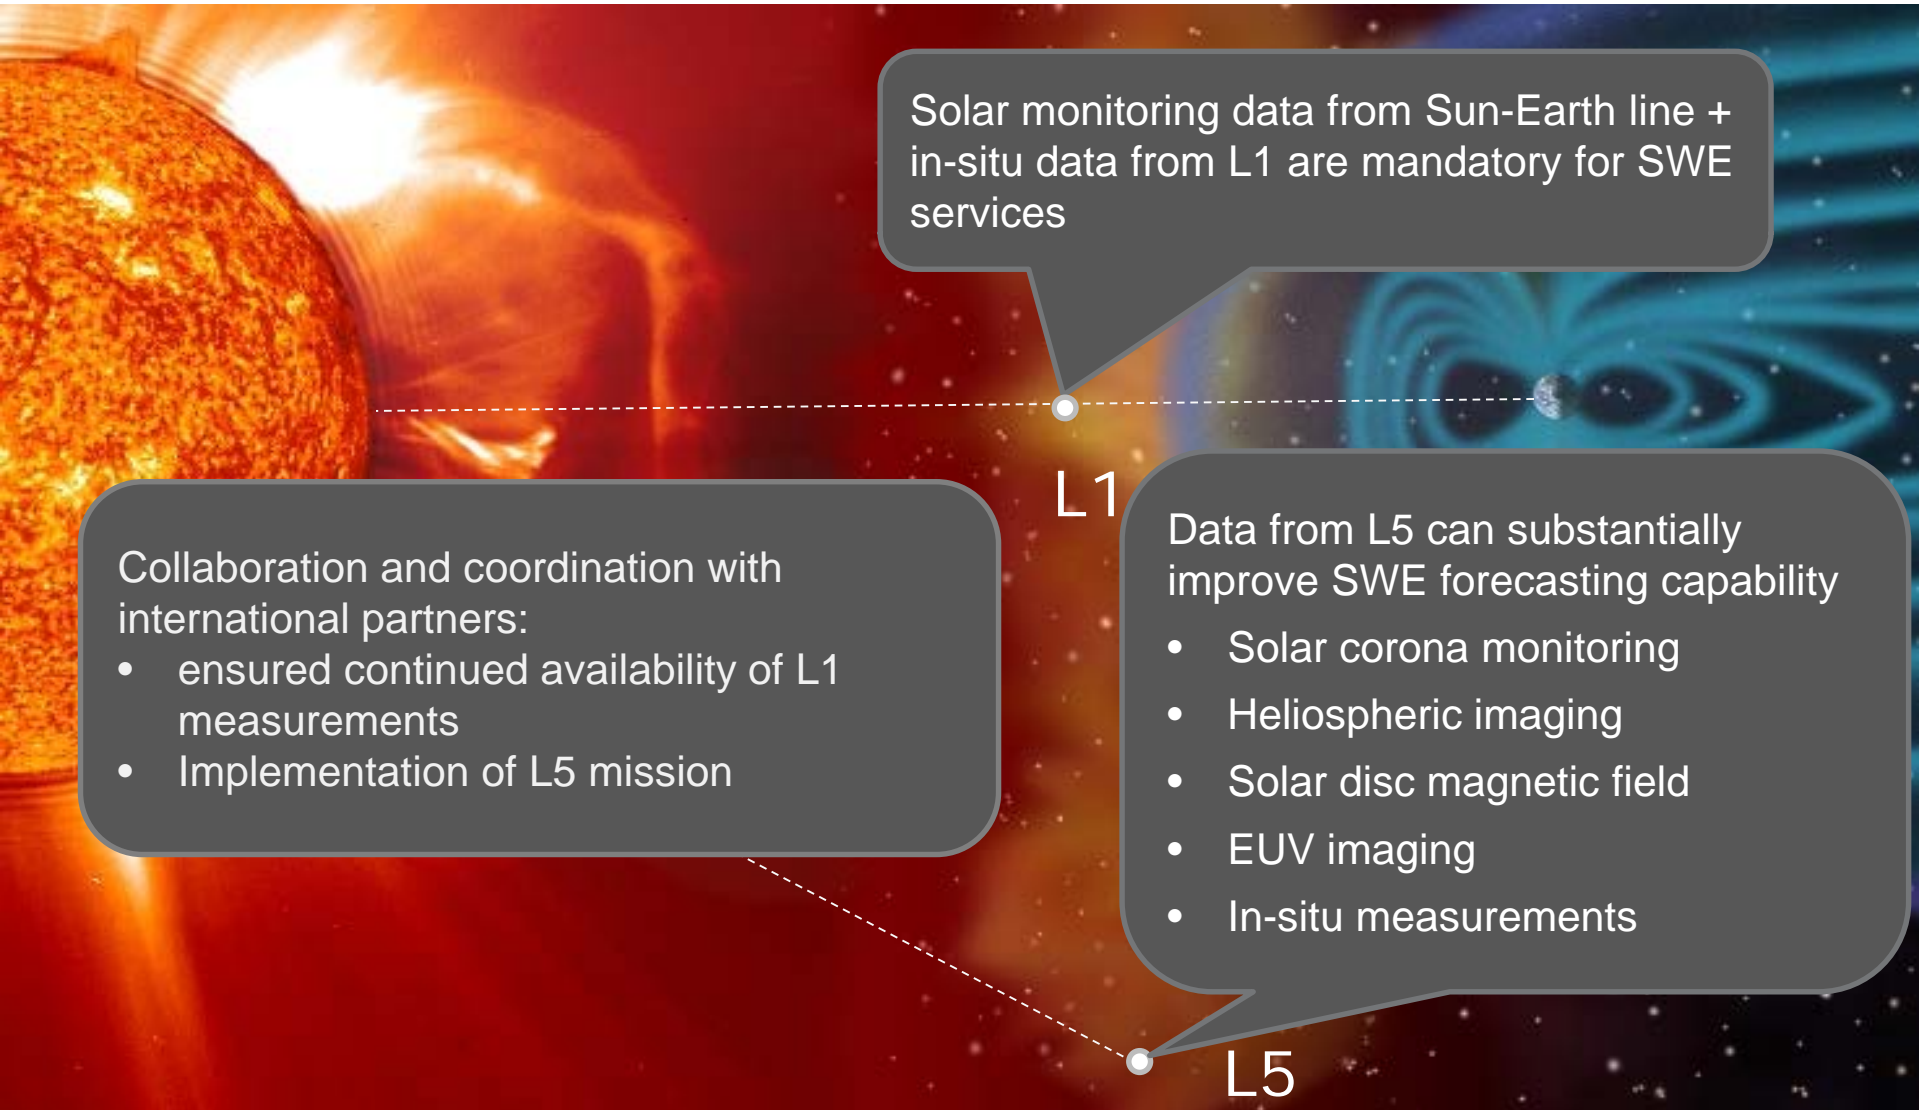 Solar monitoring data from Sun-Earth line +
in-situ data from L1 are mandatory for SWE
services
L1
Collaboration and coordination with
international partners:
• ensured continued availability of L1
measurements
• Implementation of L5 mission
Data from L5 can substantially
improve SWE forecasting capability
• Solar corona monitoring
• Heliospheric imaging
• Solar disc magnetic field
• EUV imaging
• In-situ measurements
L5